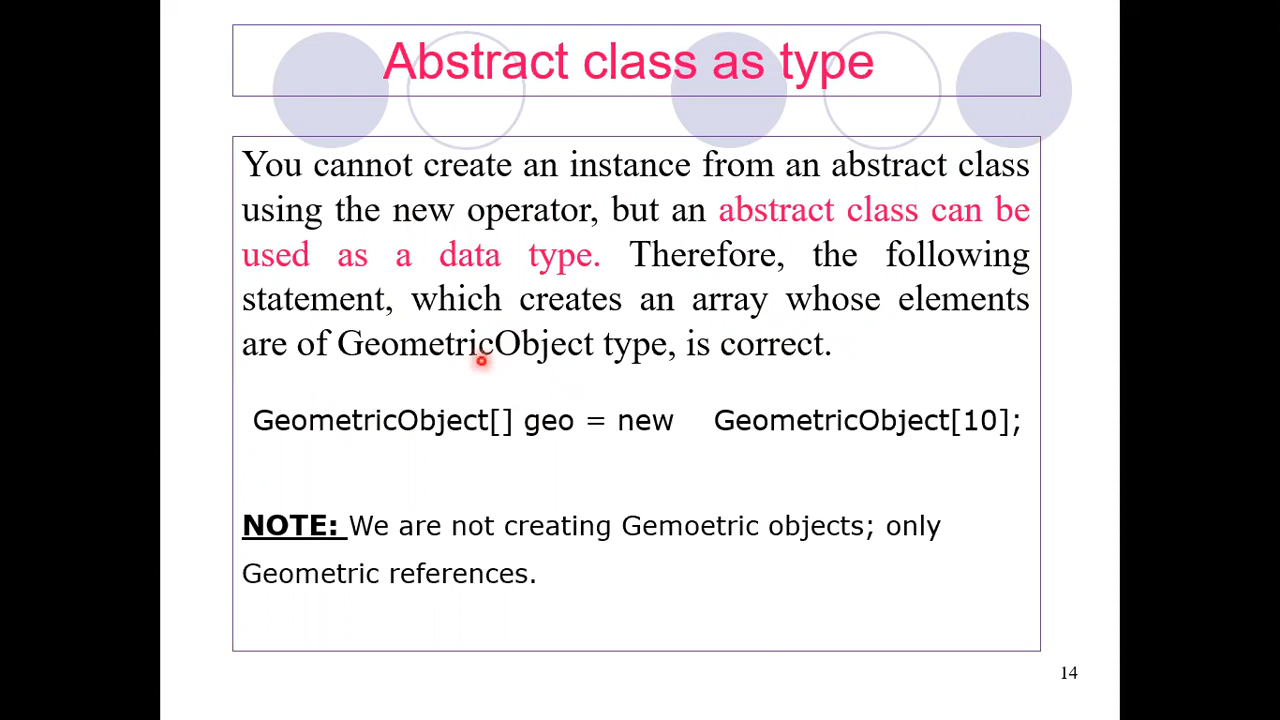 Abstract class as type
You cannot create an instance from an abstract class
using the new operator, but an abstract class can be
used as a data type. Therefore, the following
statement, which creates an array whose elements
are of GeometricObject type, is correct.
GeometricObject[] geo = new GeometricObject[10];
NOTE: We are not creating Gemoetric objects; only
Geometric references.
14